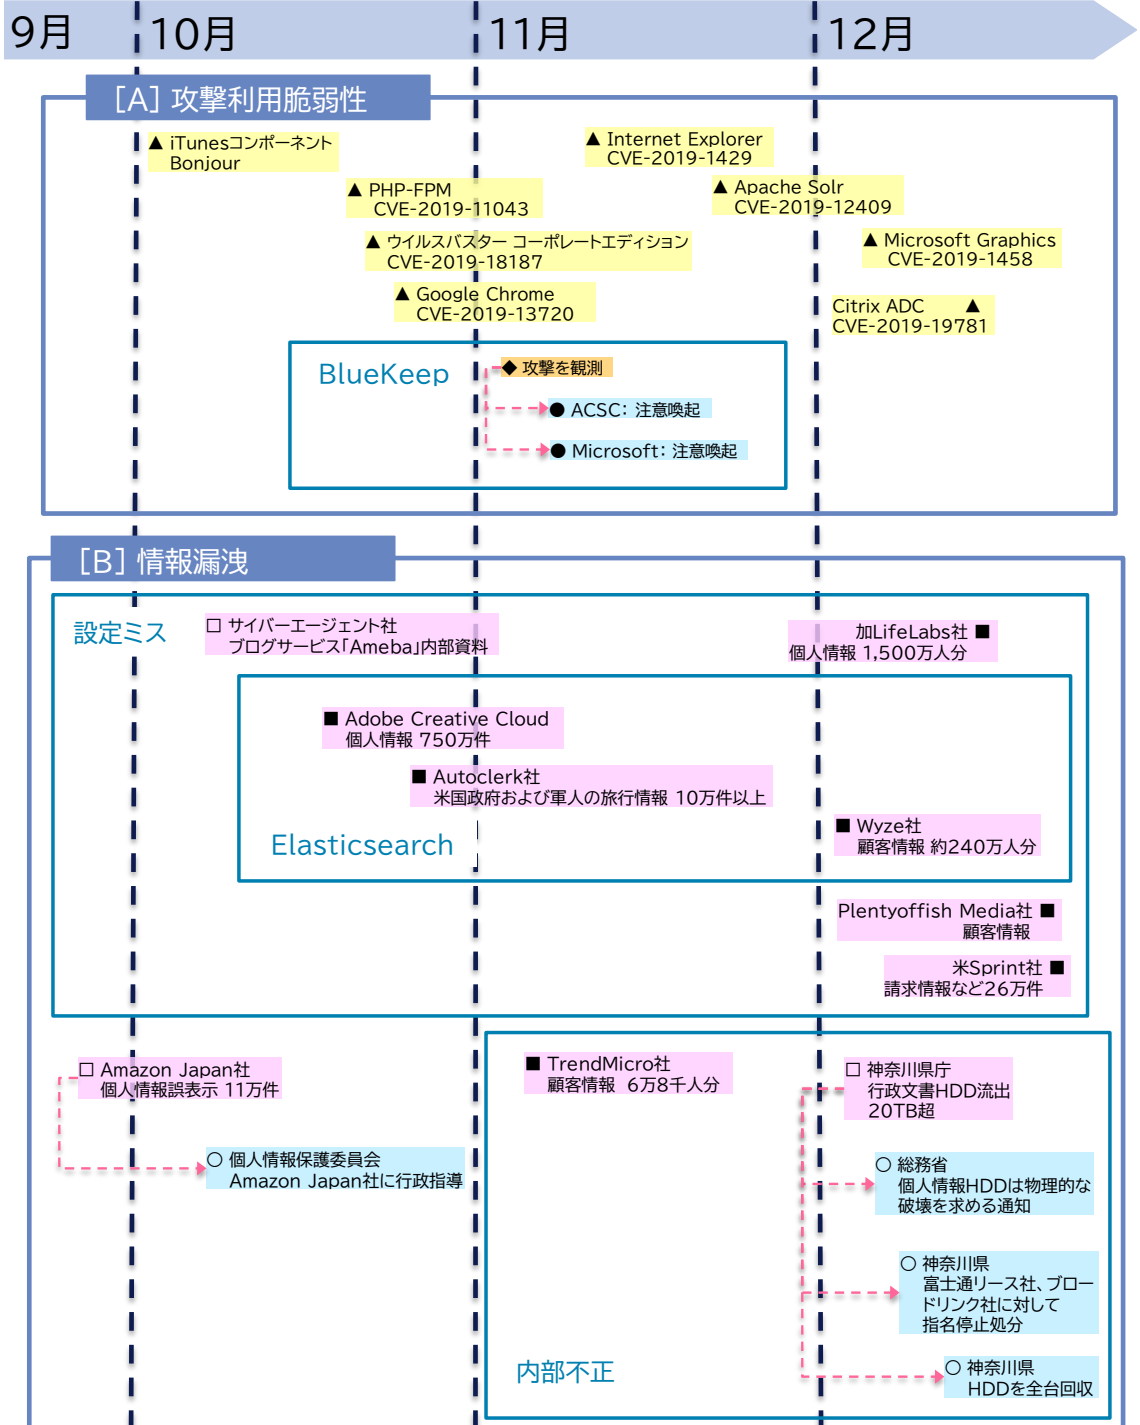 9月
10月
11月
12月
[A] 攻撃利用脆弱性
▲ iTunesコンポーネント
Bonjour
▲ Internet Explorer
CVE-2019-1429
▲ PHP-FPM
CVE-2019-11043
▲ Apache Solr
CVE-2019-12409
▲ ウイルスバスター コーポレートエディション
CVE-2019-18187
▲ Microsoft Graphics
CVE-2019-1458
▲ Google Chrome
CVE-2019-13720
Citrix ADC ▲
CVE-2019-19781
BlueKeep
◆ 攻撃を観測
● ACSC：注意喚起
● Microsoft：注意喚起
[B] 情報漏洩
設定ミス
□ サイバーエージェント社
ブログサービス「Ameba」内部資料
加LifeLabs社 ■
個人情報 1,500万人分
■ Adobe Creative Cloud
個人情報 750万件
■ Autoclerk社
米国政府および軍人の旅行情報 10万件以上
Elasticsearch
■ Wyze社
顧客情報 約240万人分
Plentyoffish Media社 ■
顧客情報
米Sprint社 ■
請求情報など26万件
□ Amazon Japan社
個人情報誤表示 11万件
○ 個人情報保護委員会
Amazon Japan社に行政指導
■ TrendMicro社
顧客情報 6万8千人分
□ 神奈川県庁
行政文書HDD流出
20TB超
○ 総務省
個人情報HDDは物理的な
破壊を求める通知
○ 神奈川県
富士通リース社、ブロー
ドリンク社に対して
指名停止処分
内部不正
○ 神奈川県
HDDを全台回収